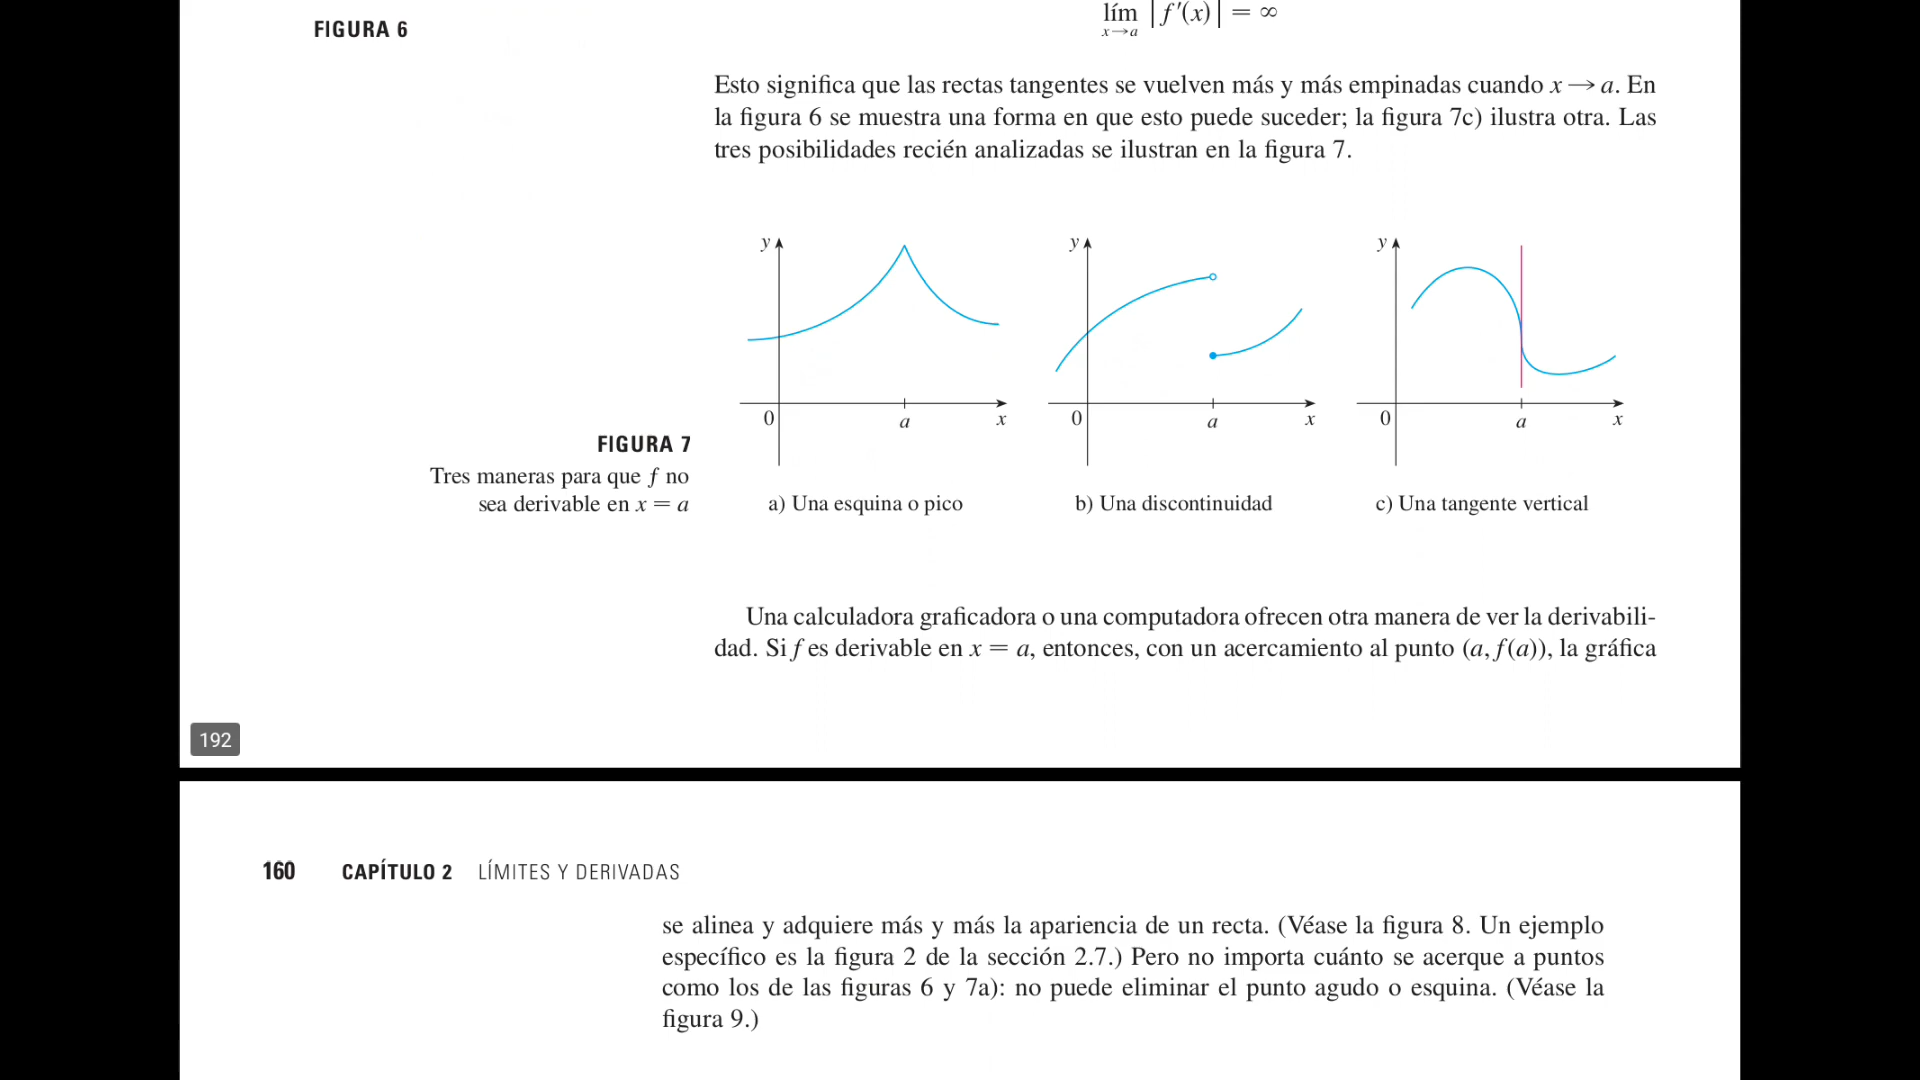 FIGURA 6
lím |f′(x)| = ∞
x→a
Esto significa que las rectas tangentes se vuelven más y más empinadas cuando x → a. En
la figura 6 se muestra una forma en que esto puede suceder; la figura 7c) ilustra otra. Las
tres posibilidades recién analizadas se ilustran en la figura 7.
y
0
a
x
y
0
a
x
y
0
a
x
FIGURA 7
Tres maneras para que f no
sea derivable en x = a
a) Una esquina o pico
b) Una discontinuidad
c) Una tangente vertical
Una calculadora graficadora o una computadora ofrecen otra manera de ver la derivabili-
dad. Si f es derivable en x = a, entonces, con un acercamiento al punto (a, f(a)), la gráfica
192
160 CAPÍTULO 2 LÍMITES Y DERIVADAS
se alinea y adquiere más y más la apariencia de un recta. (Véase la figura 8. Un ejemplo
específico es la figura 2 de la sección 2.7.) Pero no importa cuánto se acerque a puntos
como los de las figuras 6 y 7a): no puede eliminar el punto agudo o esquina. (Véase la
figura 9.)